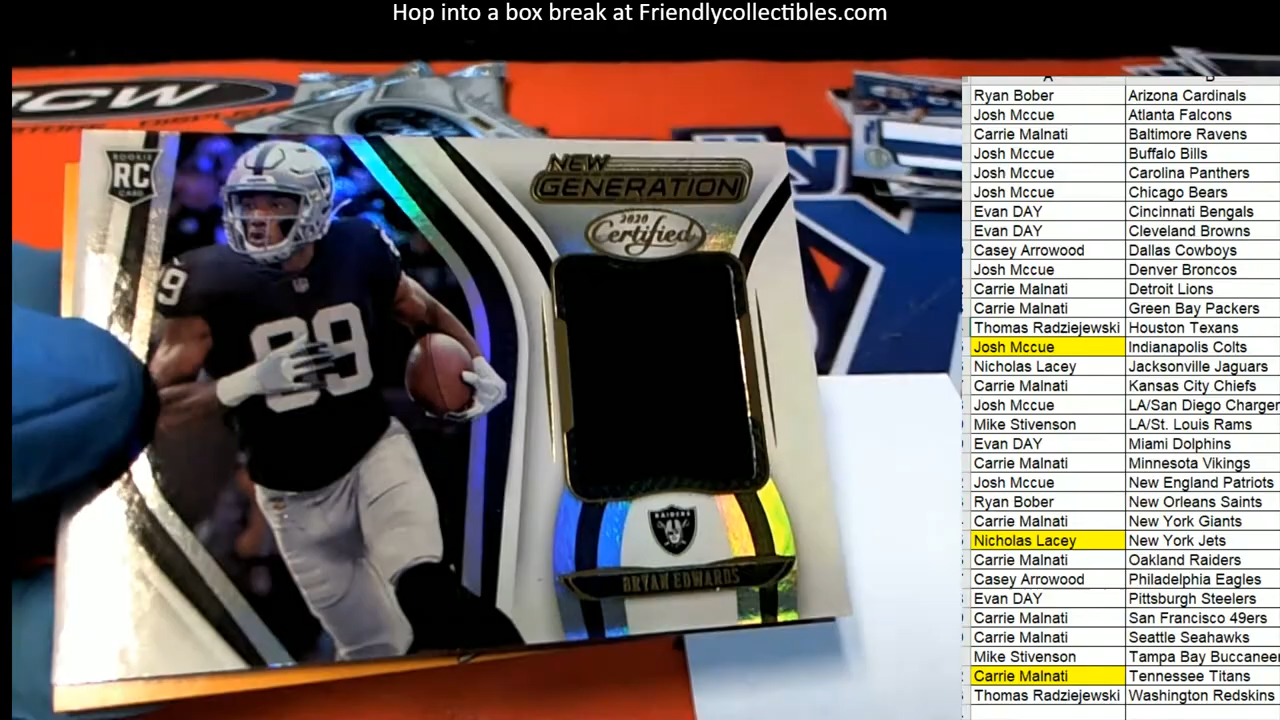 Hop into a box break at Friendlycollectibles.com
CW
ROOKIE
RC
CARD
NEW
GENERATION
2020
Certified
9
89
RAIDERS
BRYAN EDWARDS
A B
Ryan Bober Arizona Cardinals
Josh Mccue Atlanta Falcons
Carrie Malnati Baltimore Ravens
Josh Mccue Buffalo Bills
Josh Mccue Carolina Panthers
Josh Mccue Chicago Bears
Evan DAY Cincinnati Bengals
Evan DAY Cleveland Browns
Casey Arrowood Dallas Cowboys
Josh Mccue Denver Broncos
Carrie Malnati Detroit Lions
Carrie Malnati Green Bay Packers
Thomas Radziejewski Houston Texans
Josh Mccue Indianapolis Colts
Nicholas Lacey Jacksonville Jaguars
Carrie Malnati Kansas City Chiefs
Josh Mccue LA/San Diego Charger
Mike Stivenson LA/St. Louis Rams
Evan DAY Miami Dolphins
Carrie Malnati Minnesota Vikings
Josh Mccue New England Patriots
Ryan Bober New Orleans Saints
Carrie Malnati New York Giants
Nicholas Lacey New York Jets
Carrie Malnati Oakland Raiders
Casey Arrowood Philadelphia Eagles
Evan DAY Pittsburgh Steelers
Carrie Malnati San Francisco 49ers
Carrie Malnati Seattle Seahawks
Mike Stivenson Tampa Bay Buccaneer
Carrie Malnati Tennessee Titans
Thomas Radziejewski Washington Redskins